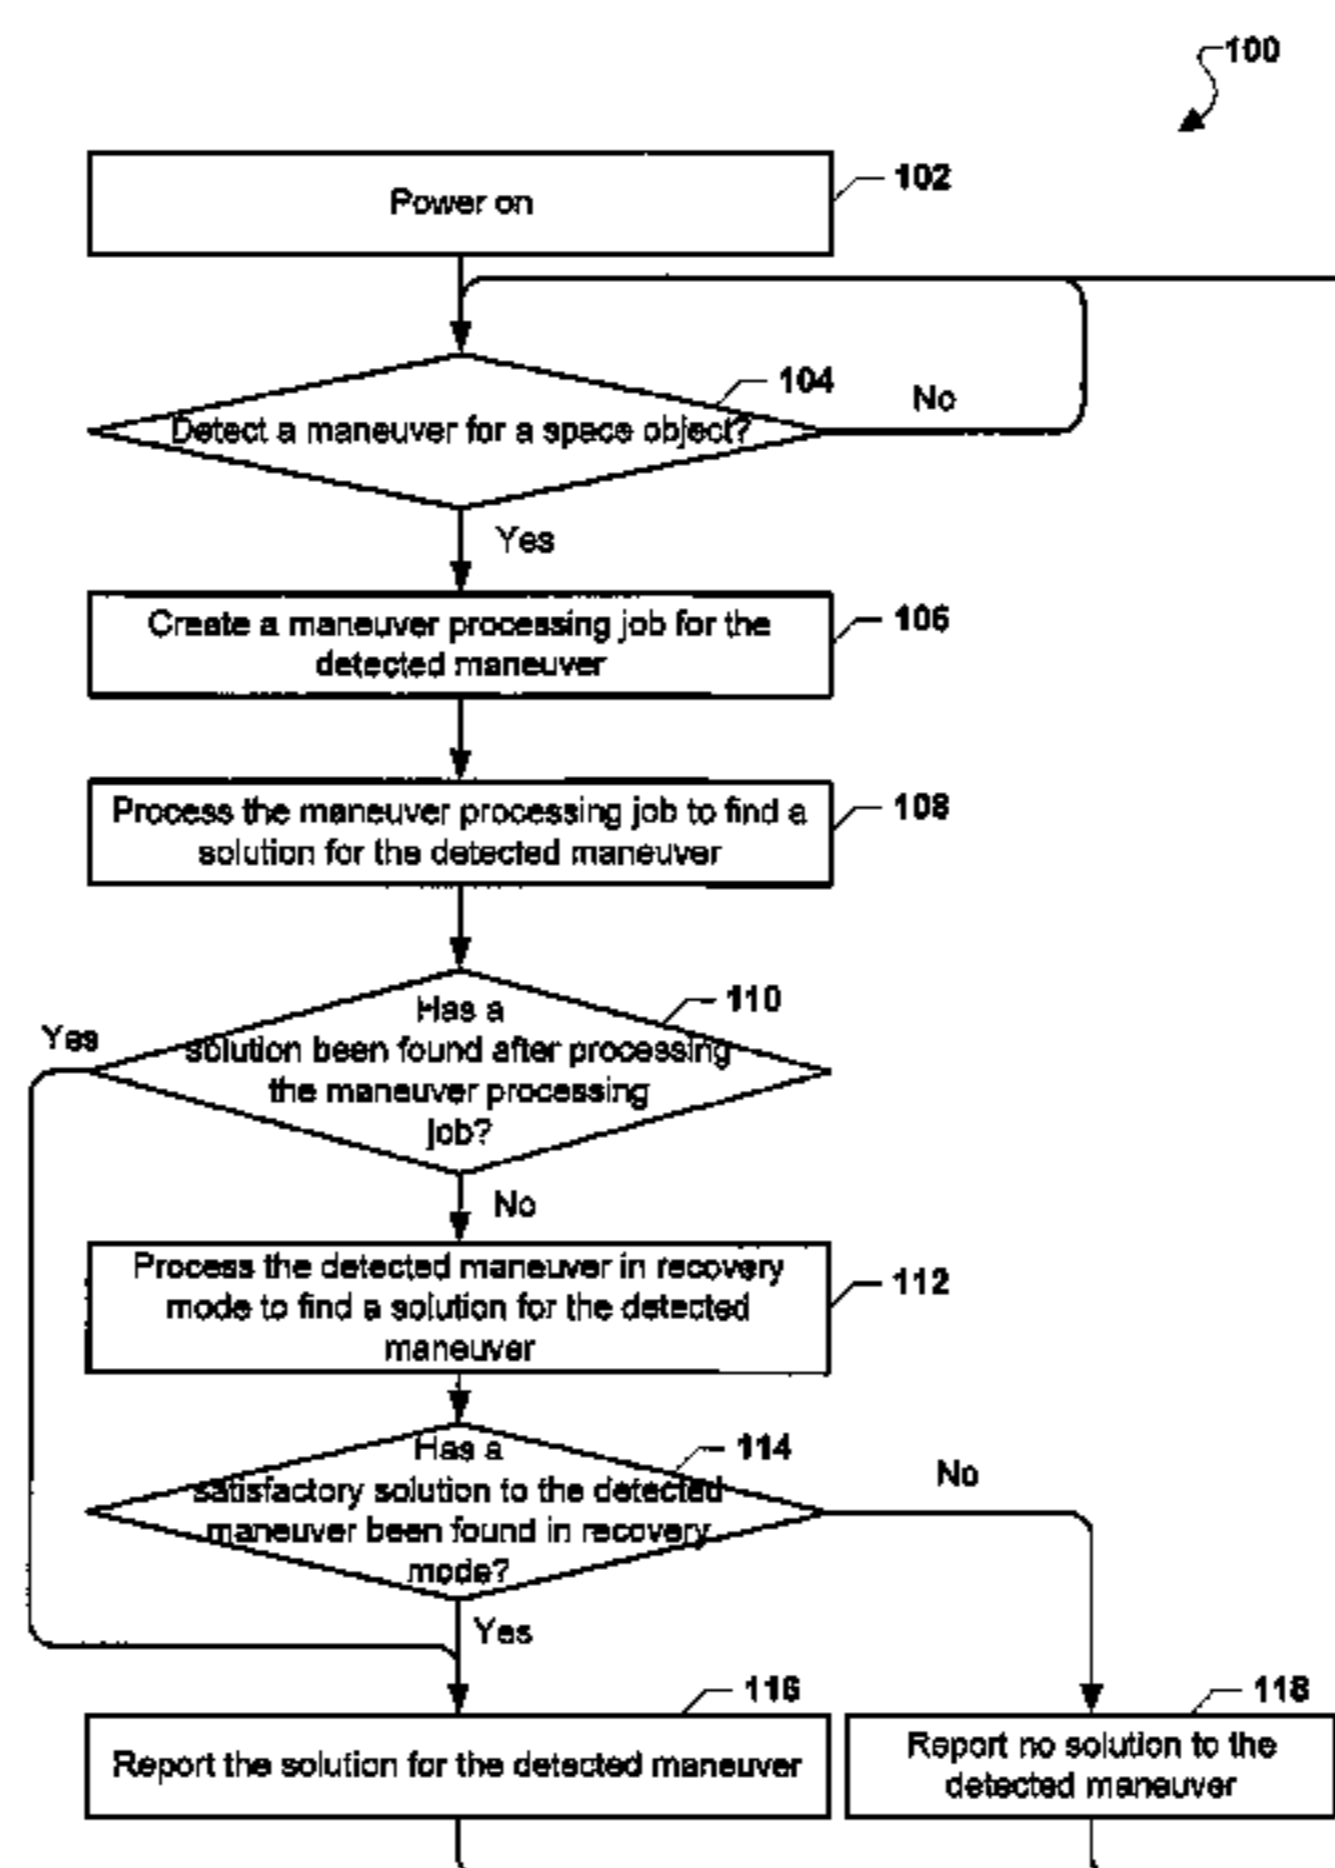 100
Power on
102
Detect a maneuver for a space object?
104
No
Yes
Create a maneuver processing job for the
detected maneuver
106
Process the maneuver processing job to find a
solution for the detected maneuver
108
Has a
solution been found after processing
the maneuver processing
job?
110
Yes
No
Process the detected maneuver in recovery
mode to find a solution for the detected
maneuver
112
Has a
satisfactory solution to the detected
maneuver been found in recovery
mode?
114
No
Yes
116
Report the solution for the detected maneuver
118
Report no solution to the
detected maneuver